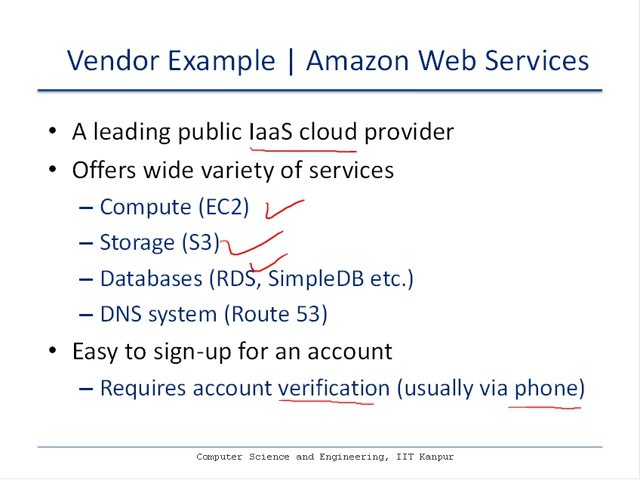 Vendor Example | Amazon Web Services
• A leading public IaaS cloud provider
• Offers wide variety of services
– Compute (EC2)
– Storage (S3)
– Databases (RDS, SimpleDB etc.)
– DNS system (Route 53)
• Easy to sign-up for an account
– Requires account verification (usually via phone)
Computer Science and Engineering, IIT Kanpur